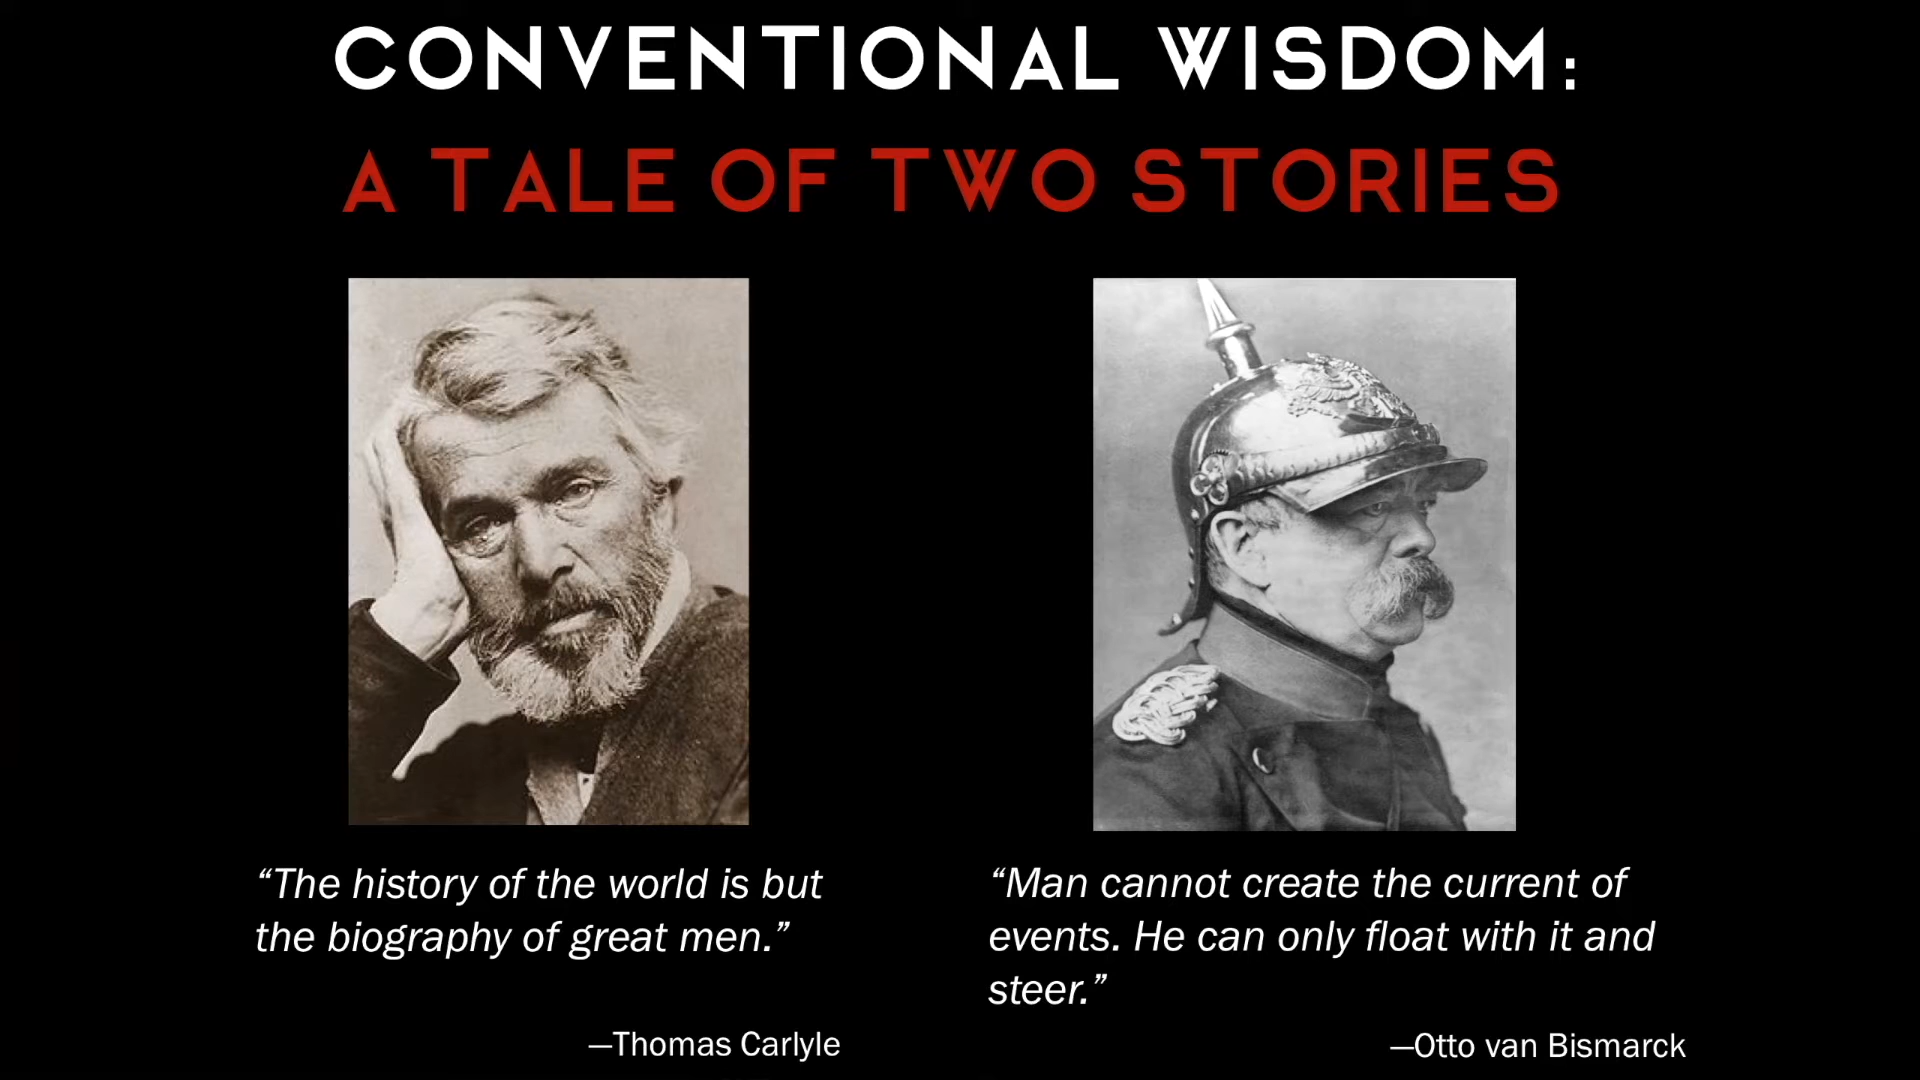 CONVENTIONAL WISDOM:
A TALE OF TWO STORIES
“The history of the world is but
the biography of great men.”
—Thomas Carlyle
“Man cannot create the current of
events. He can only float with it and
steer.”
—Otto van Bismarck